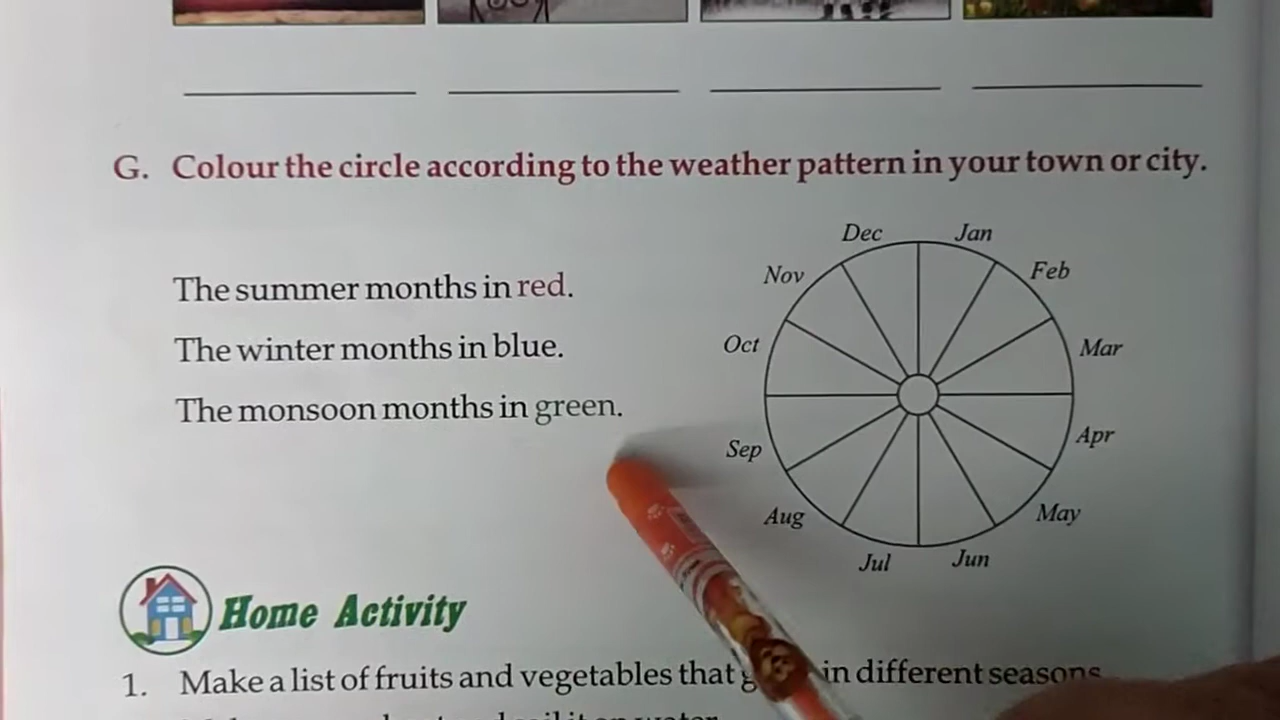 G. Colour the circle according to the weather pattern in your town or city.
The summer months in red.
The winter months in blue.
The monsoon months in green.
Dec
Jan
Nov
Feb
Oct
Mar
Sep
Apr
Aug
May
Jul
Jun
Home Activity
1. Make a list of fruits and vegetables that in different seasons